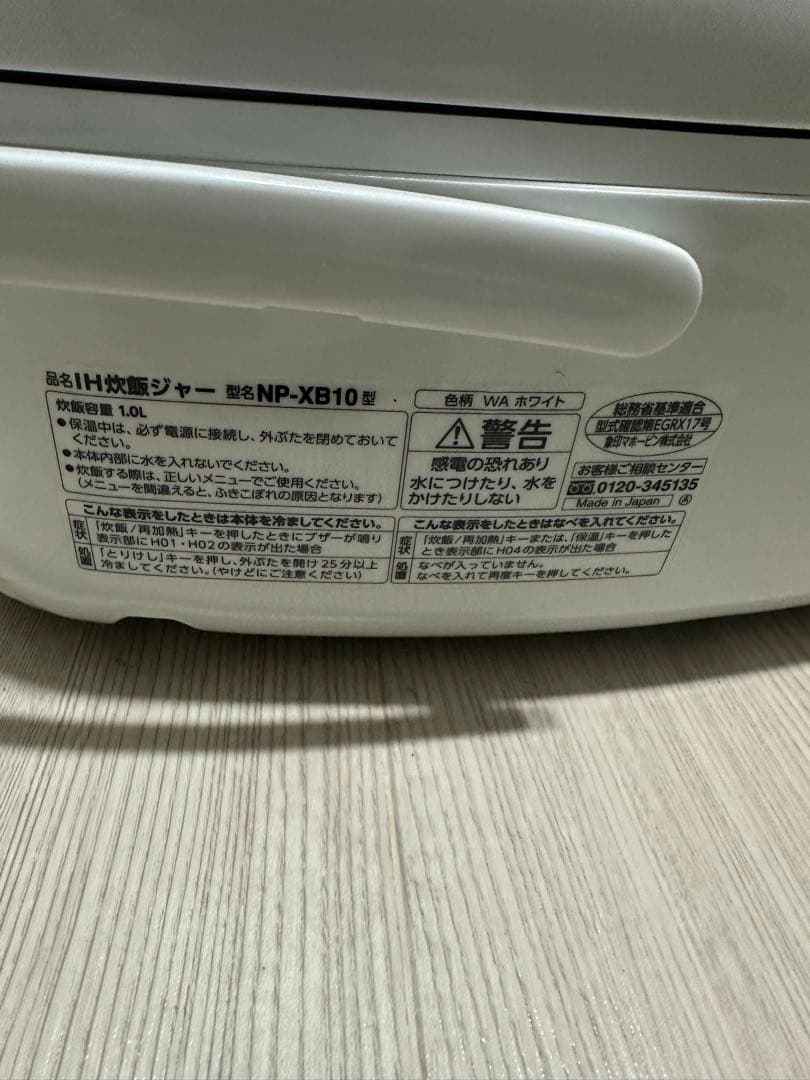 品名IH炊飯ジャー 型名NP-XB10型
炊飯容量 1.0L
●保温中は、必ず電源に接続し、外ぶたを閉めておいて
ください。
●本体内部に水を入れないでください。
●炊飯する際は、正しいメニューでご使用ください。
(メニューを間違えると、ふきこぼれの原因となります)
色柄 WA ホワイト
警告
感電の恐れあり
水につけたり、水を
かけたりしない
総務省基準適合
型式確認第EGRX17号
象印マホービン株式会社
お客様ご相談センター
0120-345135
Made in Japan Ⓐ
こんな表示をしたときは本体を冷ましてください。
症状 「炊飯/再加熱」キーを押したときにブザーが鳴り
表示部にH01・H02の表示が出た場合
処置 「とりけし」キーを押し、外ぶたを開け25分以上
冷ましてください。(やけどにご注意ください)
こんな表示をしたときはなべを入れてください。
症状 「炊飯/再加熱」キーまたは、「保温」キーを押した
とき表示部にH04の表示が出た場合
処置 なべが入っていません。
なべを入れて再度キーを押してください。